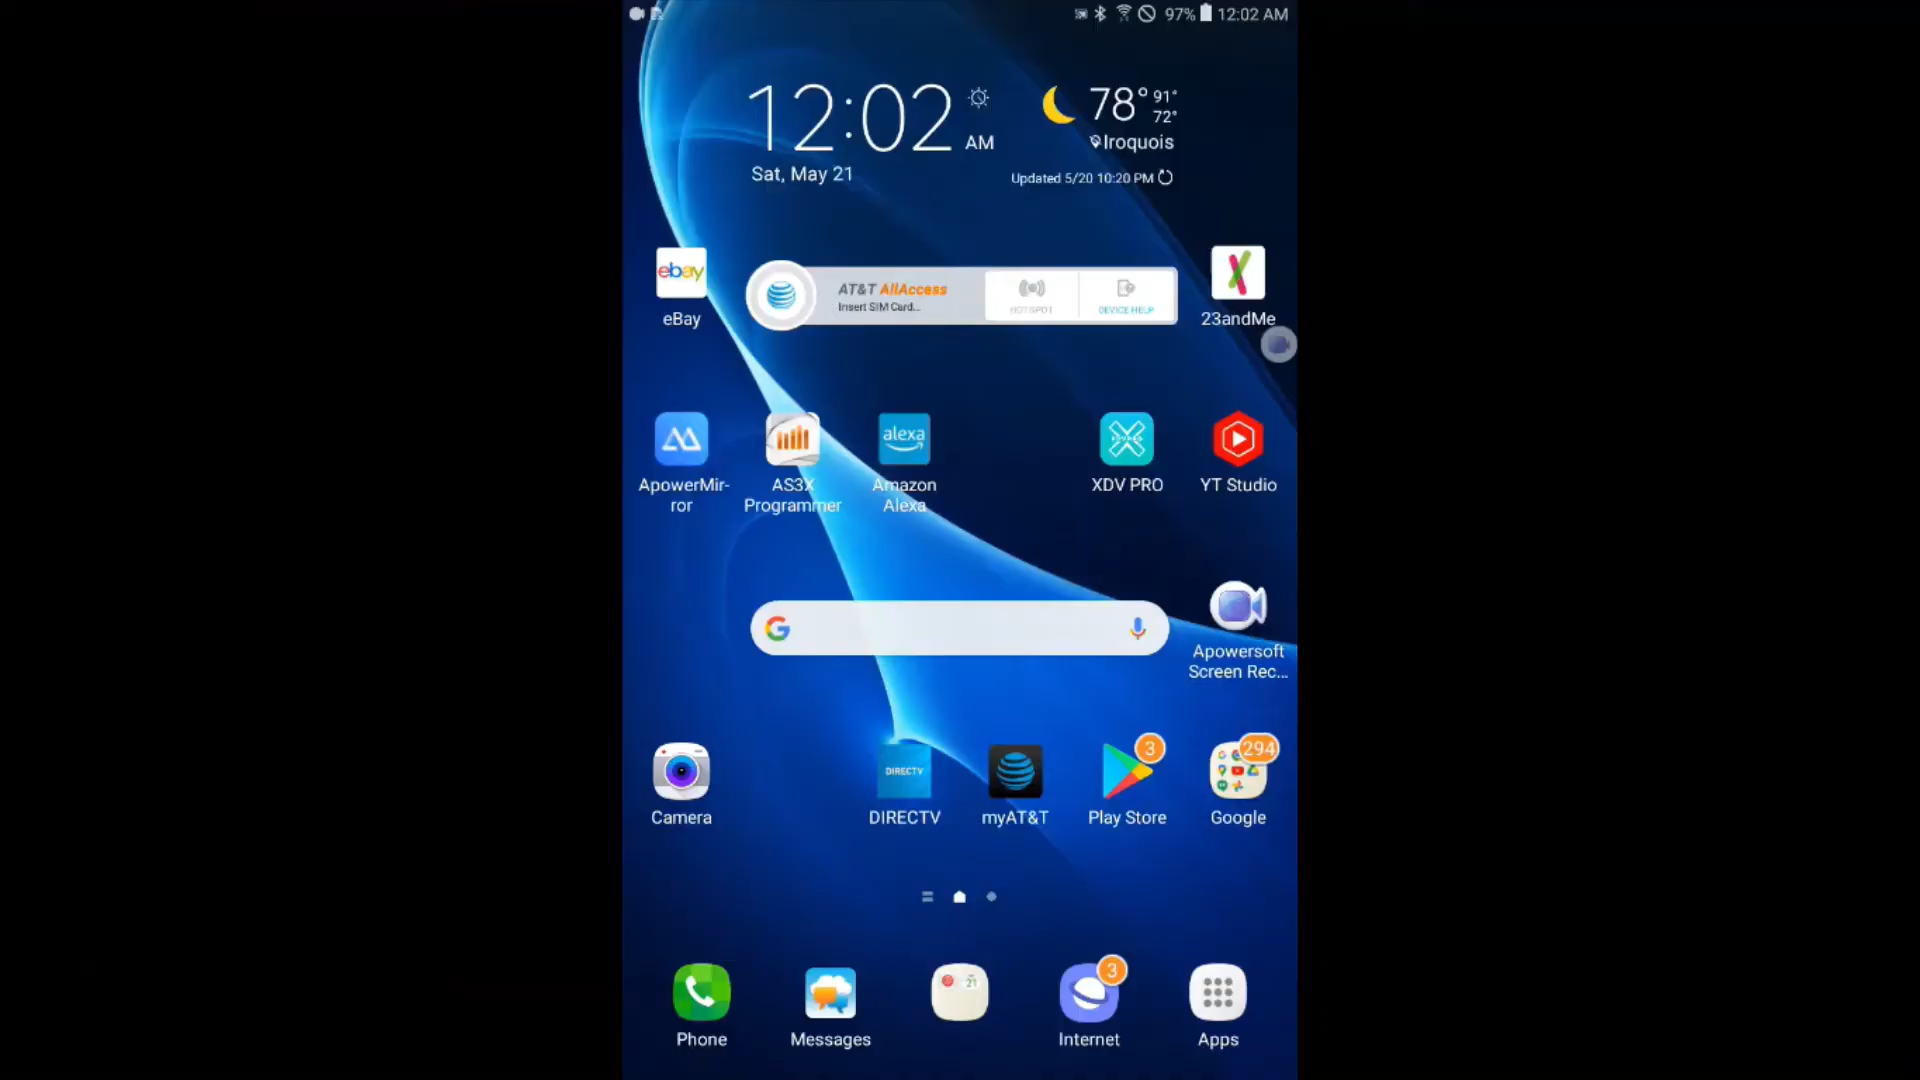 97% 12:02 AM
12:02 AM
78° 91° 72°
Iroquois
Sat, May 21
Updated 5/20 10:20 PM
ebay
eBay
AT&T AllAccess
Insert SIM Card...
HOTSPOT
DEVICE HELP
23andMe
alexa
ApowerMir-
ror
AS3X
Programmer
Amazon
Alexa
XDV PRO
YT Studio
G
Apowersoft
Screen Rec...
DIRECTV
3
294
Camera
DIRECTV
myAT&T
Play Store
Google
21
3
Phone
Messages
Internet
Apps